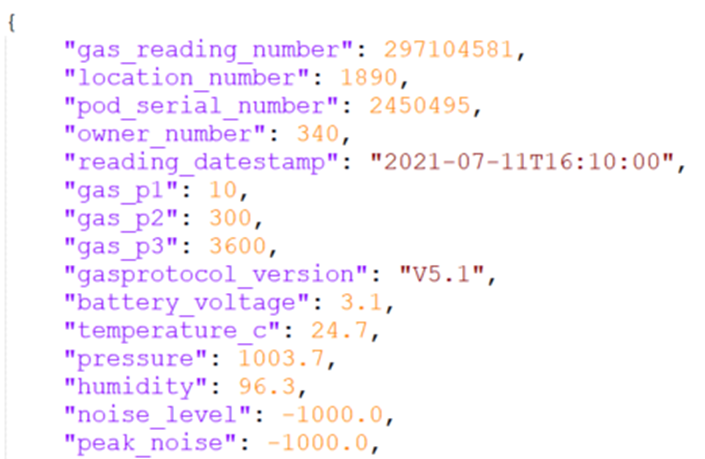 {
"gas_reading_number": 297104581,
"location_number": 1890,
"pod_serial_number": 2450495,
"owner_number": 340,
"reading_datestamp": "2021-07-11T16:10:00",
"gas_p1": 10,
"gas_p2": 300,
"gas_p3": 3600,
"gasprotocol_version": "V5.1",
"battery_voltage": 3.1,
"temperature_c": 24.7,
"pressure": 1003.7,
"humidity": 96.3,
"noise_level": -1000.0,
"peak_noise": -1000.0,